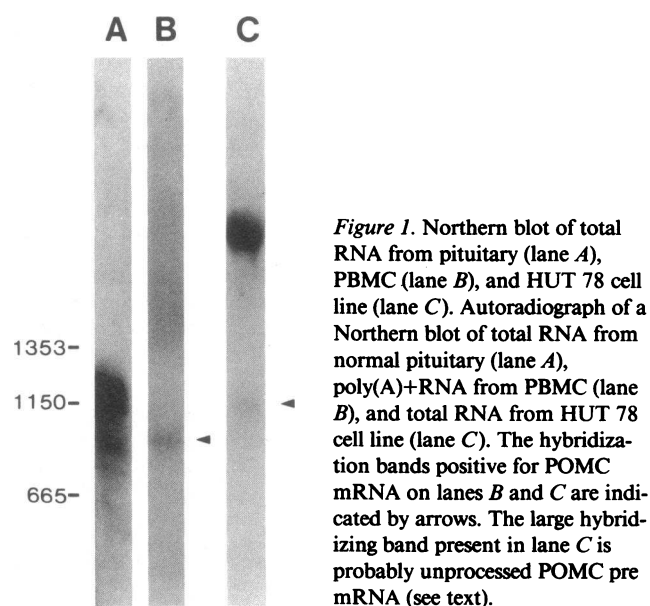 A B C
1353-
1150-
665-
Figure 1. Northern blot of total
RNA from pituitary (lane A),
PBMC (lane B), and HUT 78 cell
line (lane C). Autoradiograph of a
Northern blot of total RNA from
normal pituitary (lane A),
poly(A)+RNA from PBMC (lane
B), and total RNA from HUT 78
cell line (lane C). The hybridiza-
tion bands positive for POMC
mRNA on lanes B and C are indi-
cated by arrows. The large hybrid-
izing band present in lane C is
probably unprocessed POMC pre
mRNA (see text).